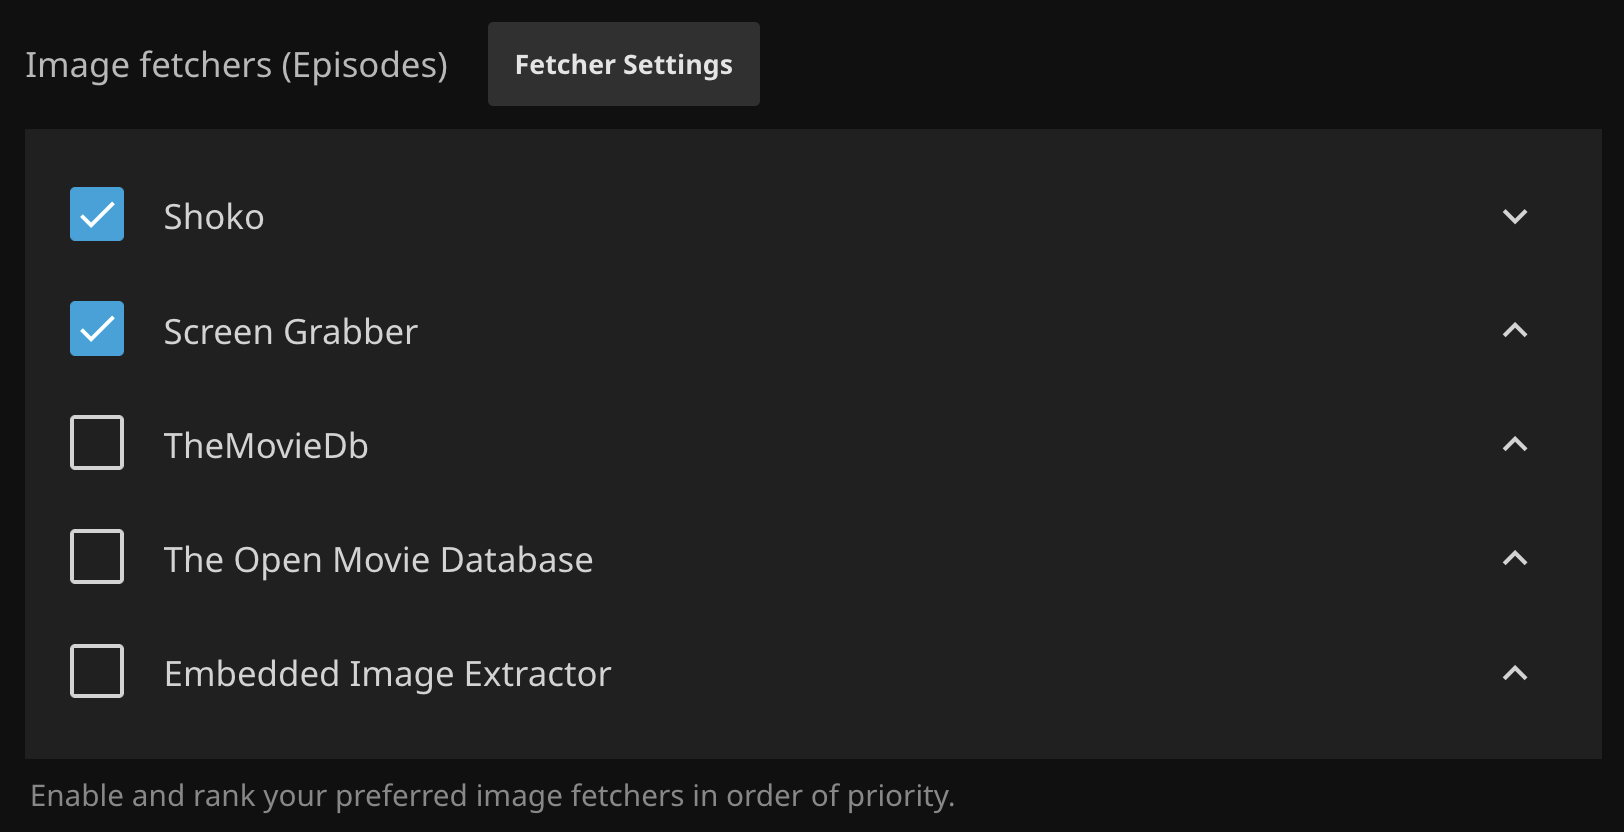 Image fetchers (Episodes)
Fetcher Settings
Shoko
Screen Grabber
TheMovieDb
The Open Movie Database
Embedded Image Extractor
Enable and rank your preferred image fetchers in order of priority.